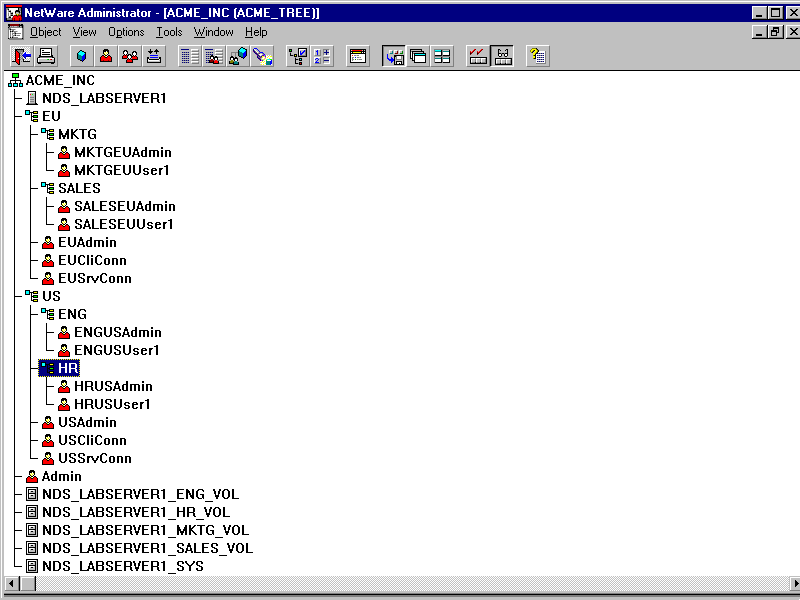 NetWare Administrator - [ACME_INC (ACME_TREE)]
Object View Options Tools Window Help
ACME_INC
NDS_LABSERVER1
EU
MKTG
MKTGEUAdmin
MKTGEUUser1
SALES
SALESEUAdmin
SALESEUUser1
EUAdmin
EUCliConn
EUSrvConn
US
ENG
ENGUSAdmin
ENGUSUser1
HR
HRUSAdmin
HRUSUser1
USAdmin
USCliConn
USSrvConn
Admin
NDS_LABSERVER1_ENG_VOL
NDS_LABSERVER1_HR_VOL
NDS_LABSERVER1_MKTG_VOL
NDS_LABSERVER1_SALES_VOL
NDS_LABSERVER1_SYS